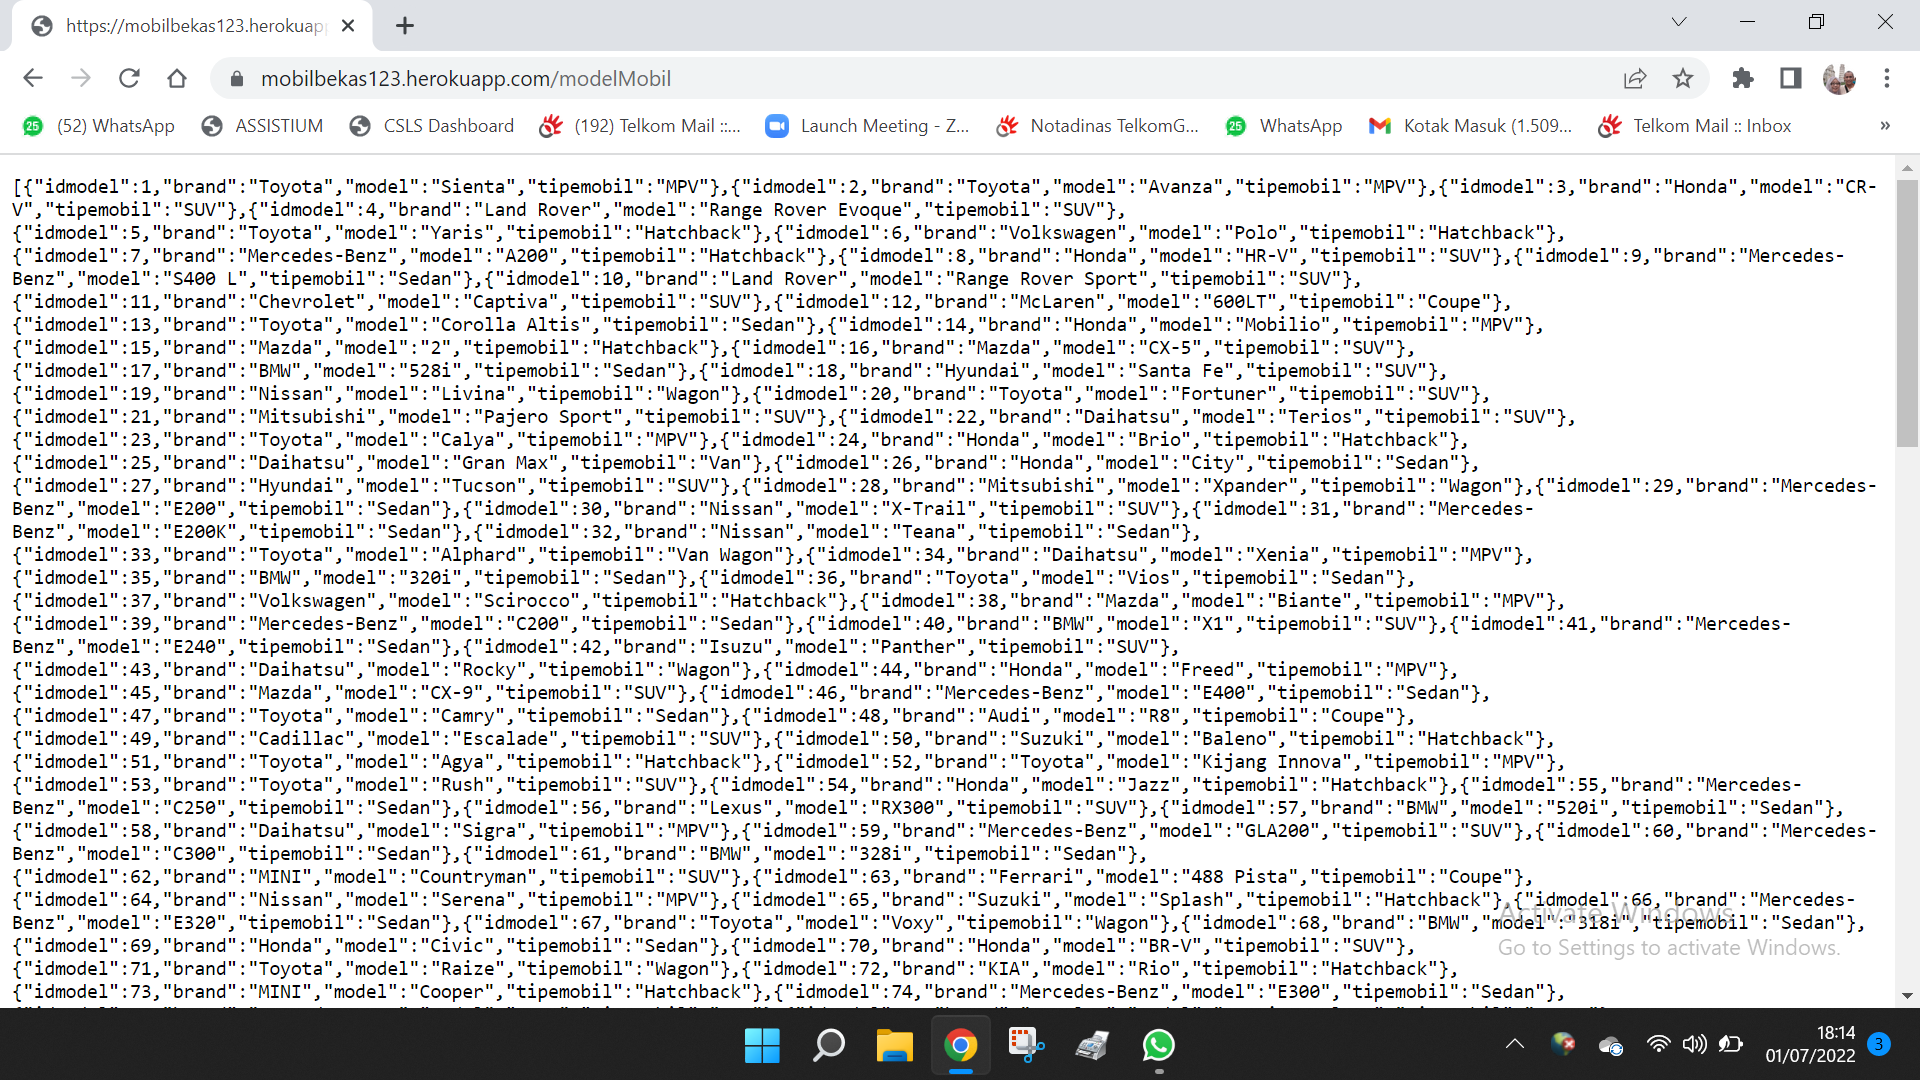 https://mobilbekas123.herokuap
mobilbekas123.herokuapp.com/modelMobil
(52) WhatsApp ASSISTIUM CSLS Dashboard (192) Telkom Mail ::... Launch Meeting - Z... Notadinas TelkomG... WhatsApp Kotak Masuk (1.509... Telkom Mail :: Inbox »
[{"idmodel":1,"brand":"Toyota","model":"Sienta","tipemobil":"MPV"},{"idmodel":2,"brand":"Toyota","model":"Avanza","tipemobil":"MPV"},{"idmodel":3,"brand":"Honda","model":"CR-
V","tipemobil":"SUV"},{"idmodel":4,"brand":"Land Rover","model":"Range Rover Evoque","tipemobil":"SUV"},
{"idmodel":5,"brand":"Toyota","model":"Yaris","tipemobil":"Hatchback"},{"idmodel":6,"brand":"Volkswagen","model":"Polo","tipemobil":"Hatchback"},
{"idmodel":7,"brand":"Mercedes-Benz","model":"A200","tipemobil":"Hatchback"},{"idmodel":8,"brand":"Honda","model":"HR-V","tipemobil":"SUV"},{"idmodel":9,"brand":"Mercedes-
Benz","model":"S400 L","tipemobil":"Sedan"},{"idmodel":10,"brand":"Land Rover","model":"Range Rover Sport","tipemobil":"SUV"},
{"idmodel":11,"brand":"Chevrolet","model":"Captiva","tipemobil":"SUV"},{"idmodel":12,"brand":"McLaren","model":"600LT","tipemobil":"Coupe"},
{"idmodel":13,"brand":"Toyota","model":"Corolla Altis","tipemobil":"Sedan"},{"idmodel":14,"brand":"Honda","model":"Mobilio","tipemobil":"MPV"},
{"idmodel":15,"brand":"Mazda","model":"2","tipemobil":"Hatchback"},{"idmodel":16,"brand":"Mazda","model":"CX-5","tipemobil":"SUV"},
{"idmodel":17,"brand":"BMW","model":"528i","tipemobil":"Sedan"},{"idmodel":18,"brand":"Hyundai","model":"Santa Fe","tipemobil":"SUV"},
{"idmodel":19,"brand":"Nissan","model":"Livina","tipemobil":"Wagon"},{"idmodel":20,"brand":"Toyota","model":"Fortuner","tipemobil":"SUV"},
{"idmodel":21,"brand":"Mitsubishi","model":"Pajero Sport","tipemobil":"SUV"},{"idmodel":22,"brand":"Daihatsu","model":"Terios","tipemobil":"SUV"},
{"idmodel":23,"brand":"Toyota","model":"Calya","tipemobil":"MPV"},{"idmodel":24,"brand":"Honda","model":"Brio","tipemobil":"Hatchback"},
{"idmodel":25,"brand":"Daihatsu","model":"Gran Max","tipemobil":"Van"},{"idmodel":26,"brand":"Honda","model":"City","tipemobil":"Sedan"},
{"idmodel":27,"brand":"Hyundai","model":"Tucson","tipemobil":"SUV"},{"idmodel":28,"brand":"Mitsubishi","model":"Xpander","tipemobil":"Wagon"},{"idmodel":29,"brand":"Mercedes-
Benz","model":"E200","tipemobil":"Sedan"},{"idmodel":30,"brand":"Nissan","model":"X-Trail","tipemobil":"SUV"},{"idmodel":31,"brand":"Mercedes-
Benz","model":"E200K","tipemobil":"Sedan"},{"idmodel":32,"brand":"Nissan","model":"Teana","tipemobil":"Sedan"},
{"idmodel":33,"brand":"Toyota","model":"Alphard","tipemobil":"Van Wagon"},{"idmodel":34,"brand":"Daihatsu","model":"Xenia","tipemobil":"MPV"},
{"idmodel":35,"brand":"BMW","model":"320i","tipemobil":"Sedan"},{"idmodel":36,"brand":"Toyota","model":"Vios","tipemobil":"Sedan"},
{"idmodel":37,"brand":"Volkswagen","model":"Scirocco","tipemobil":"Hatchback"},{"idmodel":38,"brand":"Mazda","model":"Biante","tipemobil":"MPV"},
{"idmodel":39,"brand":"Mercedes-Benz","model":"C200","tipemobil":"Sedan"},{"idmodel":40,"brand":"BMW","model":"X1","tipemobil":"SUV"},{"idmodel":41,"brand":"Mercedes-
Benz","model":"E240","tipemobil":"Sedan"},{"idmodel":42,"brand":"Isuzu","model":"Panther","tipemobil":"SUV"},
{"idmodel":43,"brand":"Daihatsu","model":"Rocky","tipemobil":"Wagon"},{"idmodel":44,"brand":"Honda","model":"Freed","tipemobil":"MPV"},
{"idmodel":45,"brand":"Mazda","model":"CX-9","tipemobil":"SUV"},{"idmodel":46,"brand":"Mercedes-Benz","model":"E400","tipemobil":"Sedan"},
{"idmodel":47,"brand":"Toyota","model":"Camry","tipemobil":"Sedan"},{"idmodel":48,"brand":"Audi","model":"R8","tipemobil":"Coupe"},
{"idmodel":49,"brand":"Cadillac","model":"Escalade","tipemobil":"SUV"},{"idmodel":50,"brand":"Suzuki","model":"Baleno","tipemobil":"Hatchback"},
{"idmodel":51,"brand":"Toyota","model":"Agya","tipemobil":"Hatchback"},{"idmodel":52,"brand":"Toyota","model":"Kijang Innova","tipemobil":"MPV"},
{"idmodel":53,"brand":"Toyota","model":"Rush","tipemobil":"SUV"},{"idmodel":54,"brand":"Honda","model":"Jazz","tipemobil":"Hatchback"},{"idmodel":55,"brand":"Mercedes-
Benz","model":"C250","tipemobil":"Sedan"},{"idmodel":56,"brand":"Lexus","model":"RX300","tipemobil":"SUV"},{"idmodel":57,"brand":"BMW","model":"520i","tipemobil":"Sedan"},
{"idmodel":58,"brand":"Daihatsu","model":"Sigra","tipemobil":"MPV"},{"idmodel":59,"brand":"Mercedes-Benz","model":"GLA200","tipemobil":"SUV"},{"idmodel":60,"brand":"Mercedes-
Benz","model":"C300","tipemobil":"Sedan"},{"idmodel":61,"brand":"BMW","model":"328i","tipemobil":"Sedan"},
{"idmodel":62,"brand":"MINI","model":"Countryman","tipemobil":"SUV"},{"idmodel":63,"brand":"Ferrari","model":"488 Pista","tipemobil":"Coupe"},
{"idmodel":64,"brand":"Nissan","model":"Serena","tipemobil":"MPV"},{"idmodel":65,"brand":"Suzuki","model":"Splash","tipemobil":"Hatchback"},{"idmodel":66,"brand":"Mercedes-
Benz","model":"E320","tipemobil":"Sedan"},{"idmodel":67,"brand":"Toyota","model":"Voxy","tipemobil":"Wagon"},{"idmodel":68,"brand":"BMW","model":"318i","tipemobil":"Sedan"},
{"idmodel":69,"brand":"Honda","model":"Civic","tipemobil":"Sedan"},{"idmodel":70,"brand":"Honda","model":"BR-V","tipemobil":"SUV"},
{"idmodel":71,"brand":"Toyota","model":"Raize","tipemobil":"Wagon"},{"idmodel":72,"brand":"KIA","model":"Rio","tipemobil":"Hatchback"},
{"idmodel":73,"brand":"MINI","model":"Cooper","tipemobil":"Hatchback"},{"idmodel":74,"brand":"Mercedes-Benz","model":"E300","tipemobil":"Sedan"},
Activate Windows
Go to Settings to activate Windows.
18:14
01/07/2022
3